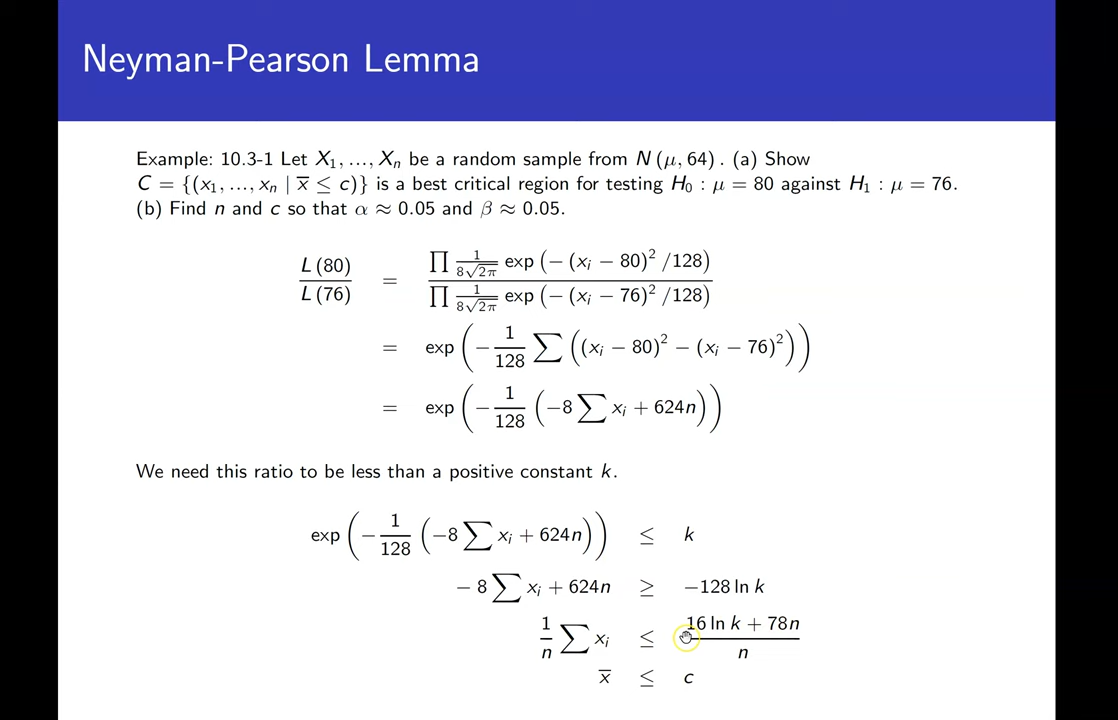 Neyman-Pearson Lemma
Example: 10.3-1 Let X₁, ..., Xₙ be a random sample from N (μ, 64) . (a) Show
C = {(x₁, ..., xₙ | x̄ ≤ c)} is a best critical region for testing H₀ : μ = 80 against H₁ : μ = 76.
(b) Find n and c so that α ≈ 0.05 and β ≈ 0.05.
L (80) / L (76) = ∏ 1/(8√2π) exp (− (xᵢ − 80)² /128) / ∏ 1/(8√2π) exp (− (xᵢ − 76)² /128)
= exp (− 1/128 ∑ ((xᵢ − 80)² − (xᵢ − 76)²))
= exp (− 1/128 (−8 ∑ xᵢ + 624n))
We need this ratio to be less than a positive constant k.
exp (− 1/128 (−8 ∑ xᵢ + 624n)) ≤ k
− 8 ∑ xᵢ + 624n ≥ −128 ln k
1/n ∑ xᵢ ≤ 16 ln k + 78n / n
x̄ ≤ c